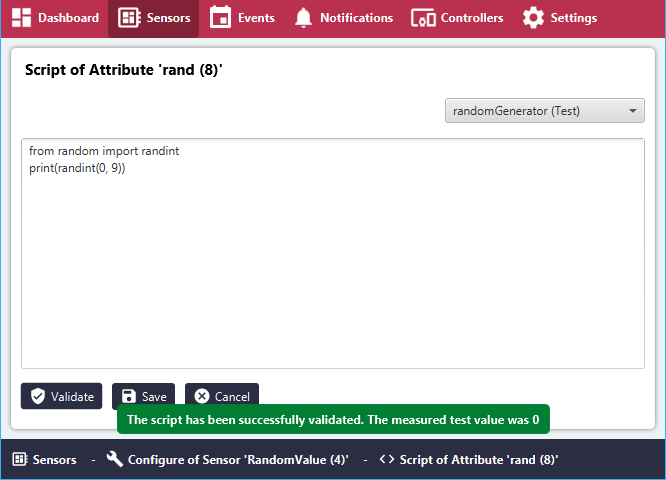 Dashboard Sensors Events Notifications Controllers Settings
Script of Attribute 'rand (8)'
randomGenerator (Test)
from random import randint
print(randint(0, 9))
Validate Save Cancel
The script has been successfully validated. The measured test value was 0
Sensors - Configure of Sensor 'RandomValue (4)' - <> Script of Attribute 'rand (8)'